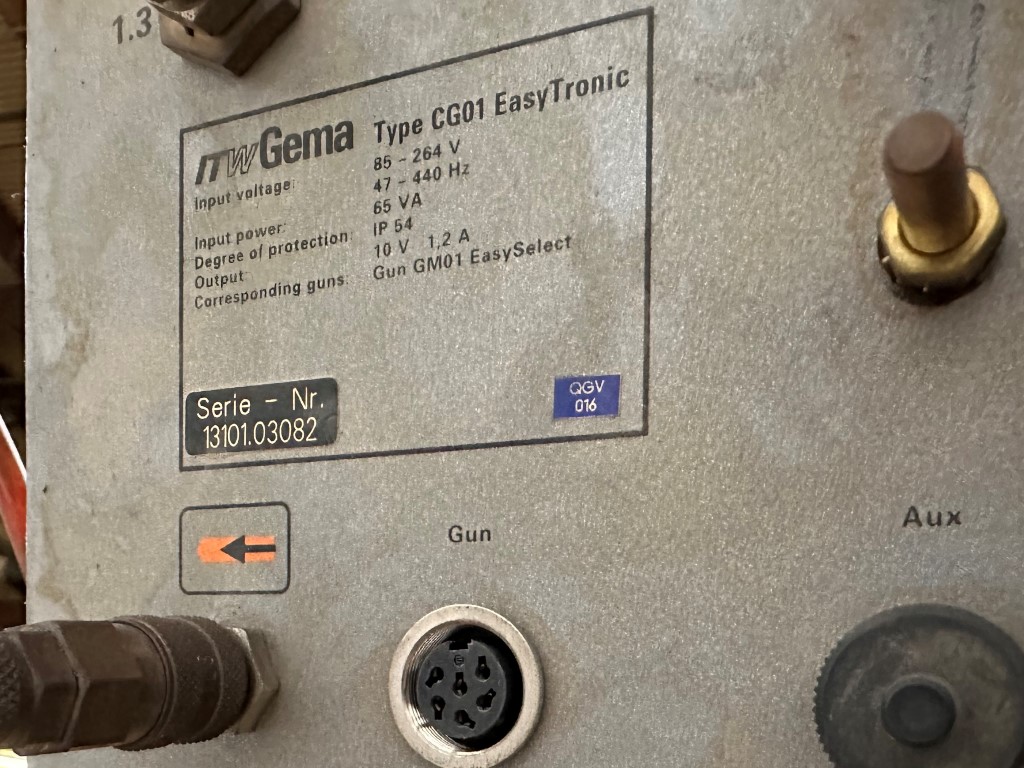 1.3
ITW Gema Type CG01 EasyTronic
Input voltage: 85 - 264 V
47 - 440 Hz
Input power: 65 VA
Degree of protection: IP 54
Output: 10 V 1,2 A
Corresponding guns: Gun GM01 EasySelect
Serie - Nr.
13101.03082
QGV
016
Gun
Aux